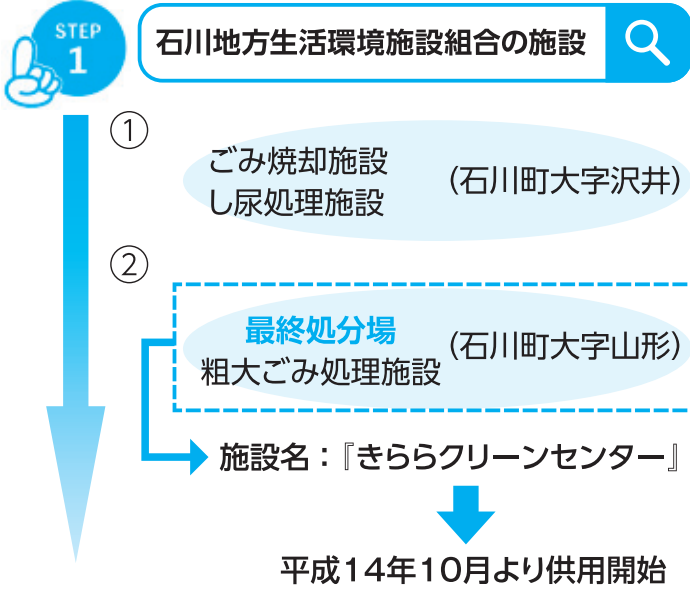 STEP
1
石川地方生活環境施設組合の施設
①
ごみ焼却施設
し尿処理施設
(石川町大字沢井)
②
最終処分場
粗大ごみ処理施設
(石川町大字山形)
施設名：『きららクリーンセンター』
平成14年10月より供用開始